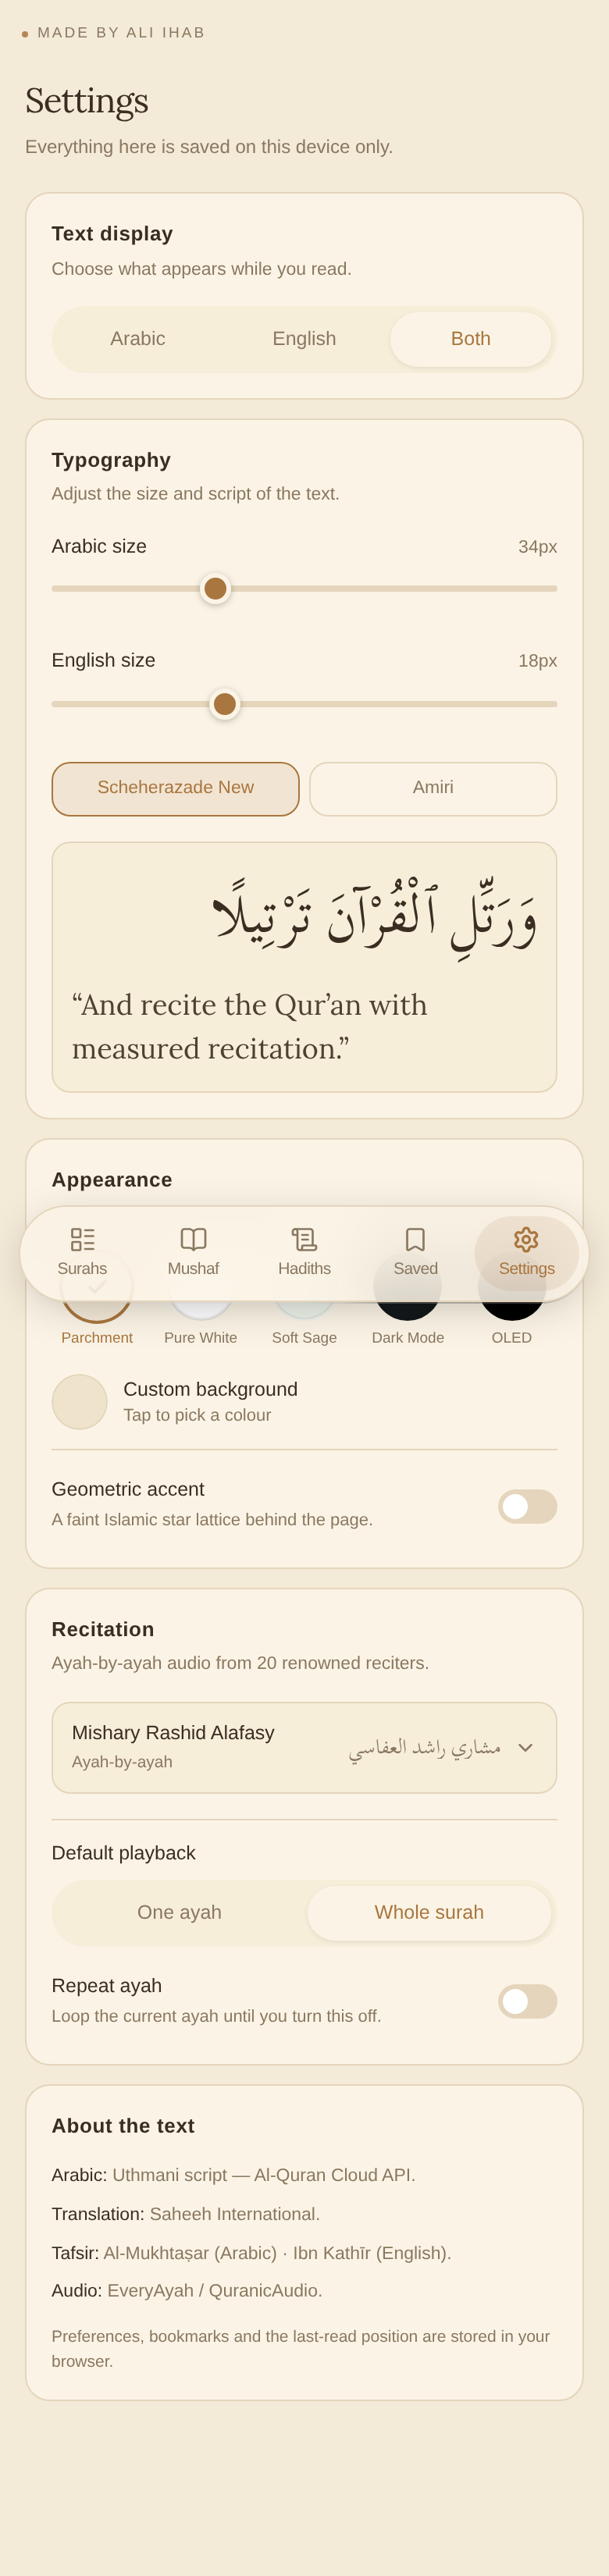 MADE BY ALI IHAB
Settings
Everything here is saved on this device only.
Text display
Choose what appears while you read.
Arabic English Both
Typography
Adjust the size and script of the text.
Arabic size 34px
English size 18px
Scheherazade New Amiri
وَرَتِّلِ ٱلْقُرْآنَ تَرْتِيلًا
“And recite the Qur’an with
measured recitation.”
Appearance
Surahs Mushaf Hadiths Saved Settings
Parchment Pure White Soft Sage Dark Mode OLED
Custom background
Tap to pick a colour
Geometric accent
A faint Islamic star lattice behind the page.
Recitation
Ayah-by-ayah audio from 20 renowned reciters.
Mishary Rashid Alafasy
Ayah-by-ayah
مشاري راشد العفاسي
Default playback
One ayah Whole surah
Repeat ayah
Loop the current ayah until you turn this off.
About the text
Arabic: Uthmani script — Al-Quran Cloud API.
Translation: Saheeh International.
Tafsir: Al-Mukhtaṣar (Arabic) · Ibn Kathīr (English).
Audio: EveryAyah / QuranicAudio.
Preferences, bookmarks and the last-read position are stored in your
browser.